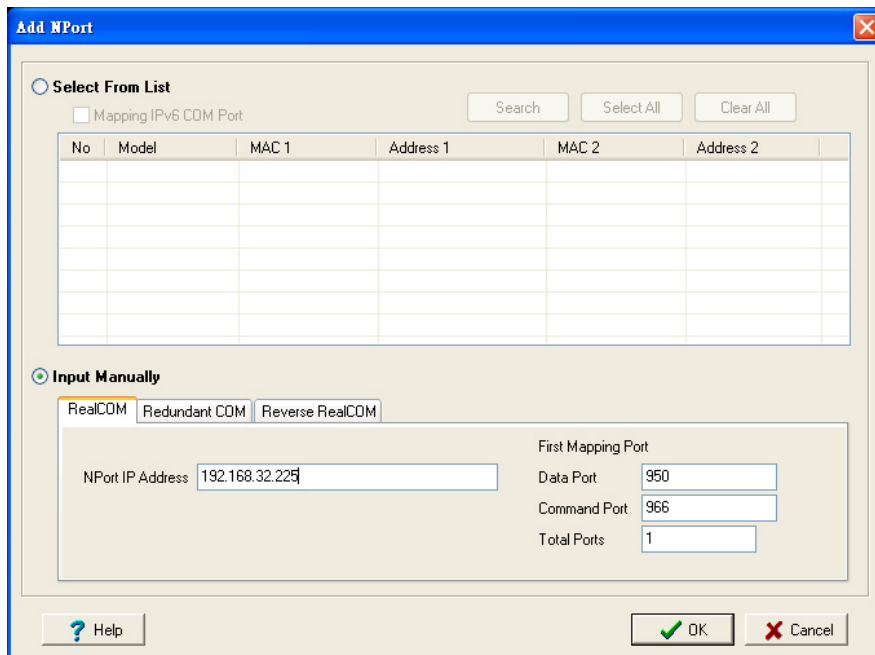 Add NPort
Select From List
Mapping IPv6 COM Port
Search Select All Clear All
No Model MAC 1 Address 1 MAC 2 Address 2
Input Manually
RealCOM Redundant COM Reverse RealCOM
First Mapping Port
NPort IP Address 192.168.32.225 Data Port 950
Command Port 966
Total Ports 1
? Help OK Cancel